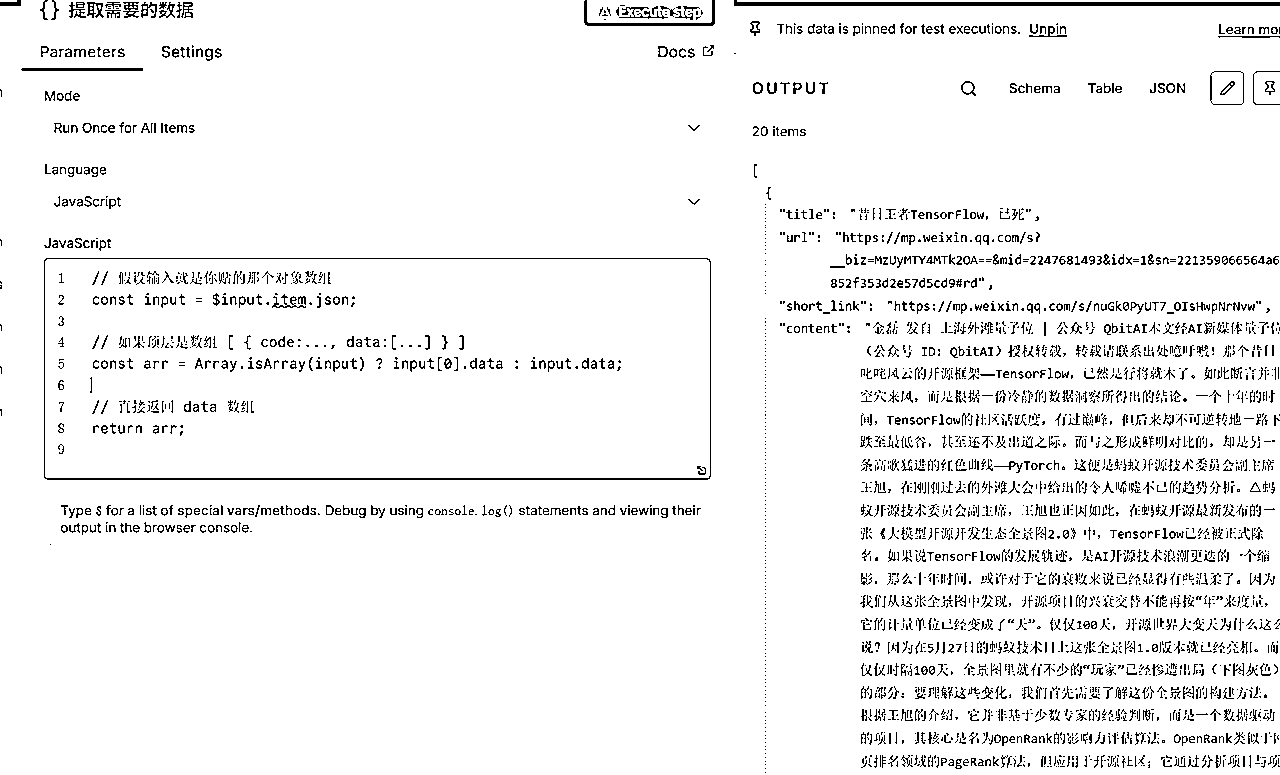 {} 提取需要的数据
Execute step
Parameters
Settings
Docs
Mode
Run Once for All Items
Language
JavaScript
JavaScript
1 // 假设输入就是你贴的那个对象数组
2 const input = $input.item.json;
3
4 // 如果顶层是数组 [ { code:..., data:[...] } ]
5 const arr = Array.isArray(input) ? input[0].data : input.data;
6
7 // 直接返回 data 数组
8 return arr;
9
Type $ for a list of special vars/methods. Debug by using console.log() statements and viewing their
output in the browser console.
This data is pinned for test executions. Unpin
Learn mor
OUTPUT
Schema
Table
JSON
20 items
[
{
"title": "昔日王者TensorFlow，已死",
"url": "https://mp.weixin.qq.com/s?
__biz=MzUyMTY4MTk2OA==&mid=2247681493&idx=1&sn=221359066564a6
852f353d2e57d5cd9#rd",
"short_link": "https://mp.weixin.qq.com/s/nuGk0PyUT7_OIsHwpNrNvw",
"content": "金磊 发自 上海外滩量子位 | 公众号 QbitAI本文经AI新媒体量子位
（公众号 ID: QbitAI）授权转载，转载请联系出处喷吓嘿！那个昔日
叱咤风云的开源框架——TensorFlow，已然是行将就木了。如此断言并非
空穴来风，而是根据一份冷静的数据洞察所得出的结论。一个十年的时
间，TensorFlow的社区活跃度，有过巅峰，但后来却不可逆转地一路下
跌至最低谷，甚至还不及出道之际。而与之形成鲜明对比的，却是另一
条高歌猛进的红色曲线——PyTorch。这便是蚂蚁开源技术委员会副主席
王旭，在刚刚过去的外滩大会中给出的令人唏嘘不已的趋势分析。△蚂
蚁开源技术委员会副主席，王旭也正因如此，在蚂蚁开源最新发布的一
张《大模型开源开发生态全景图2.0》中，TensorFlow已经被正式除
名。如果说TensorFlow的发展轨迹，是AI开源技术浪潮更迭的一个缩
影，那么十年时间，或许对于它的衰败来说已经显得有些温柔了。因为
我们从这张全景图中发现，开源项目的兴衰交替不能再按“年”来度量，
它的计量单位已经变成了“天”。仅仅100天，开源世界大变天为什么这么
说？因为在5月27日的蚂蚁技术日上这张全景图1.0版本就已经亮相。而
仅仅时隔100天，全景图里就有不少的“玩家”已经惨遭出局（下图灰色）
的部分：要理解这些变化，我们首先需要了解这份全景图的构建方法。
根据王旭的介绍，它并非基于少数专家的经验判断，而是一个数据驱动
的项目，其核心是名为OpenRank的影响力评估算法。OpenRank类似于网
页排名领域的PageRank算法，但应用于开源社区；它通过分析项目与项